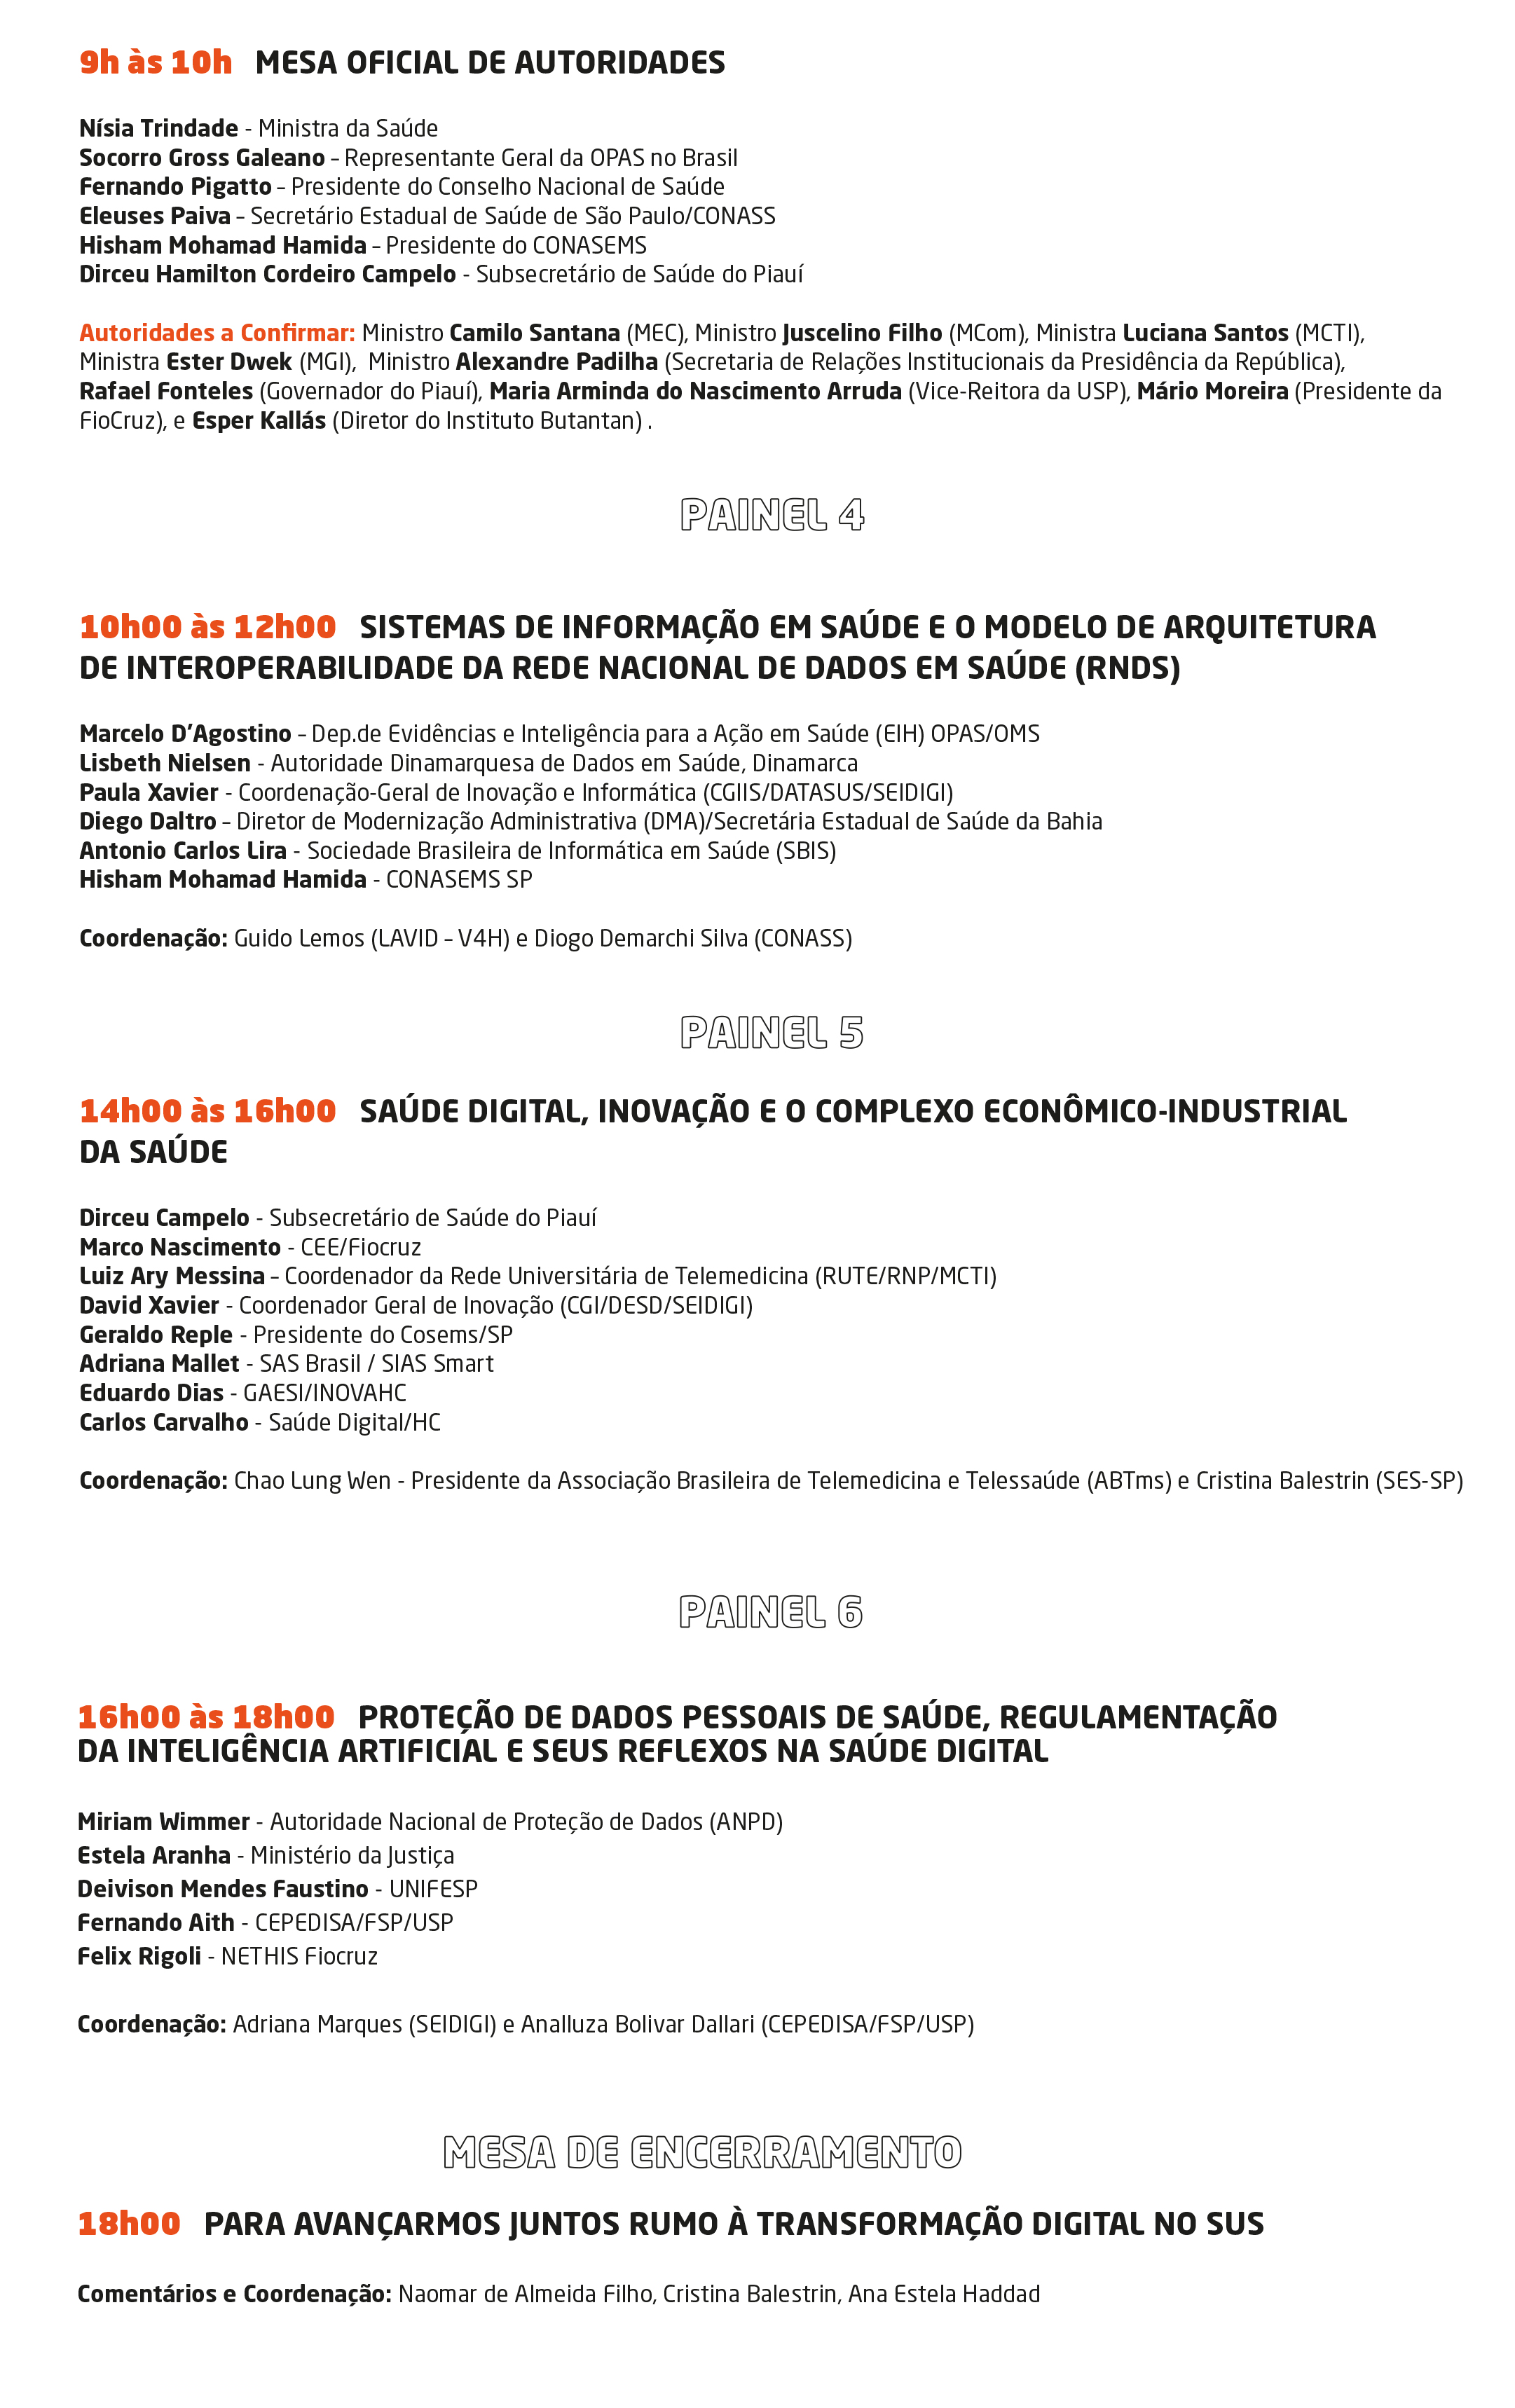 9h às 10h MESA OFICIAL DE AUTORIDADES
Nísia Trindade - Ministra da Saúde
Socorro Gross Galeano – Representante Geral da OPAS no Brasil
Fernando Pigatto – Presidente do Conselho Nacional de Saúde
Eleuses Paiva – Secretário Estadual de Saúde de São Paulo/CONASS
Hisham Mohamad Hamida – Presidente do CONASEMS
Dirceu Hamilton Cordeiro Campelo - Subsecretário de Saúde do Piauí
Autoridades a Confirmar: Ministro Camilo Santana (MEC), Ministro Juscelino Filho (MCom), Ministra Luciana Santos (MCTI),
Ministra Ester Dwek (MGI), Ministro Alexandre Padilha (Secretaria de Relações Institucionais da Presidência da República),
Rafael Fonteles (Governador do Piauí), Maria Arminda do Nascimento Arruda (Vice-Reitora da USP), Mário Moreira (Presidente da
FioCruz), e Esper Kallás (Diretor do Instituto Butantan) .
PAINEL 4
10h00 às 12h00 SISTEMAS DE INFORMAÇÃO EM SAÚDE E O MODELO DE ARQUITETURA
DE INTEROPERABILIDADE DA REDE NACIONAL DE DADOS EM SAÚDE (RNDS)
Marcelo D’Agostino – Dep.de Evidências e Inteligência para a Ação em Saúde (EIH) OPAS/OMS
Lisbeth Nielsen - Autoridade Dinamarquesa de Dados em Saúde, Dinamarca
Paula Xavier - Coordenação-Geral de Inovação e Informática (CGIIS/DATASUS/SEIDIGI)
Diego Daltro – Diretor de Modernização Administrativa (DMA)/Secretária Estadual de Saúde da Bahia
Antonio Carlos Lira - Sociedade Brasileira de Informática em Saúde (SBIS)
Hisham Mohamad Hamida - CONASEMS SP
Coordenação: Guido Lemos (LAVID – V4H) e Diogo Demarchi Silva (CONASS)
PAINEL 5
14h00 às 16h00 SAÚDE DIGITAL, INOVAÇÃO E O COMPLEXO ECONÔMICO-INDUSTRIAL
DA SAÚDE
Dirceu Campelo - Subsecretário de Saúde do Piauí
Marco Nascimento - CEE/Fiocruz
Luiz Ary Messina – Coordenador da Rede Universitária de Telemedicina (RUTE/RNP/MCTI)
David Xavier - Coordenador Geral de Inovação (CGI/DESD/SEIDIGI)
Geraldo Reple - Presidente do Cosems/SP
Adriana Mallet - SAS Brasil / SIAS Smart
Eduardo Dias - GAESI/INOVAHC
Carlos Carvalho - Saúde Digital/HC
Coordenação: Chao Lung Wen - Presidente da Associação Brasileira de Telemedicina e Telessaúde (ABTms) e Cristina Balestrin (SES-SP)
PAINEL 6
16h00 às 18h00 PROTEÇÃO DE DADOS PESSOAIS DE SAÚDE, REGULAMENTAÇÃO
DA INTELIGÊNCIA ARTIFICIAL E SEUS REFLEXOS NA SAÚDE DIGITAL
Miriam Wimmer - Autoridade Nacional de Proteção de Dados (ANPD)
Estela Aranha - Ministério da Justiça
Deivison Mendes Faustino - UNIFESP
Fernando Aith - CEPEDISA/FSP/USP
Felix Rigoli - NETHIS Fiocruz
Coordenação: Adriana Marques (SEIDIGI) e Analluza Bolivar Dallari (CEPEDISA/FSP/USP)
MESA DE ENCERRAMENTO
18h00 PARA AVANÇARMOS JUNTOS RUMO À TRANSFORMAÇÃO DIGITAL NO SUS
Comentários e Coordenação: Naomar de Almeida Filho, Cristina Balestrin, Ana Estela Haddad